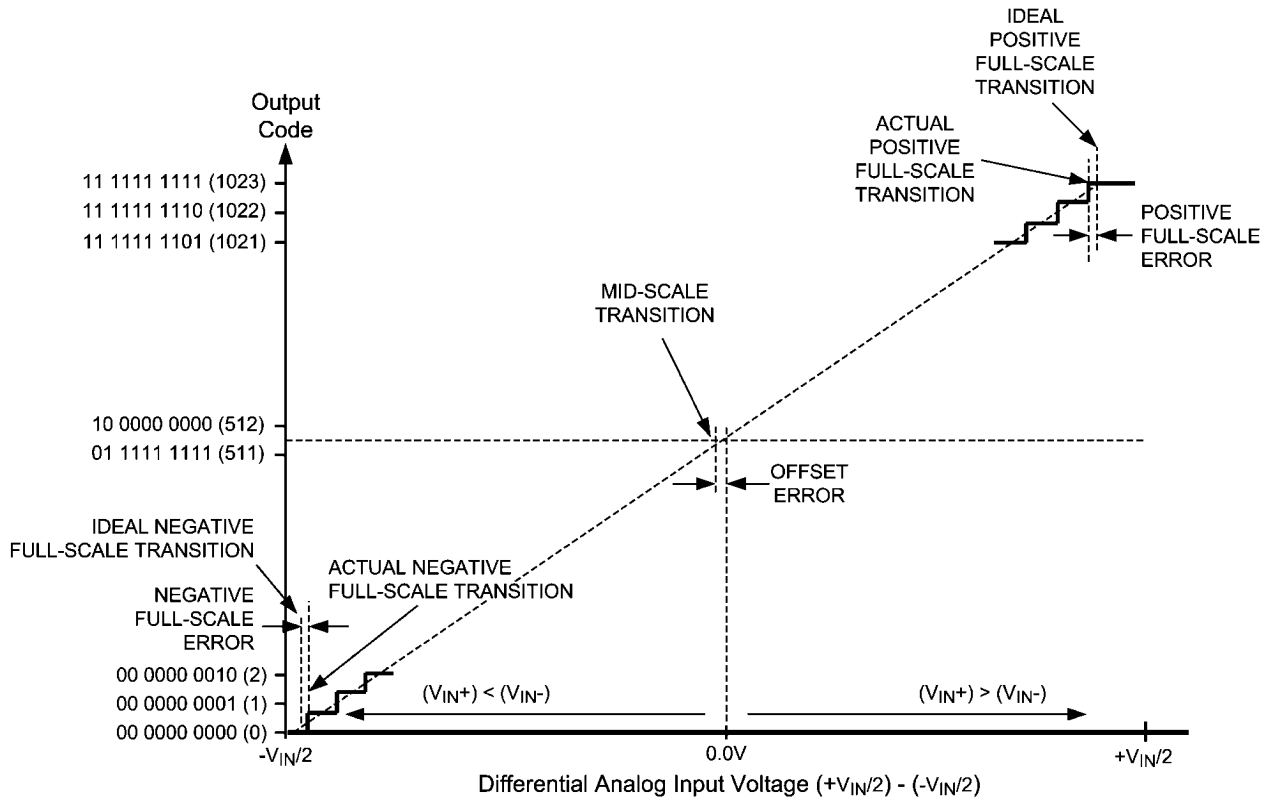 IDEAL
POSITIVE
FULL-SCALE
TRANSITION
Output
Code
ACTUAL
POSITIVE
FULL-SCALE
TRANSITION
11 1111 1111 (1023)
11 1111 1110 (1022)
11 1111 1101 (1021)
POSITIVE
FULL-SCALE
ERROR
MID-SCALE
TRANSITION
10 0000 0000 (512)
01 1111 1111 (511)
OFFSET
ERROR
IDEAL NEGATIVE
FULL-SCALE TRANSITION
ACTUAL NEGATIVE
FULL-SCALE TRANSITION
NEGATIVE
FULL-SCALE
ERROR
00 0000 0010 (2)
00 0000 0001 (1)
00 0000 0000 (0)
(VIN+) < (VIN-)
(VIN+) > (VIN-)
-VIN/2
0.0V
+VIN/2
Differential Analog Input Voltage (+VIN/2) - (-VIN/2)